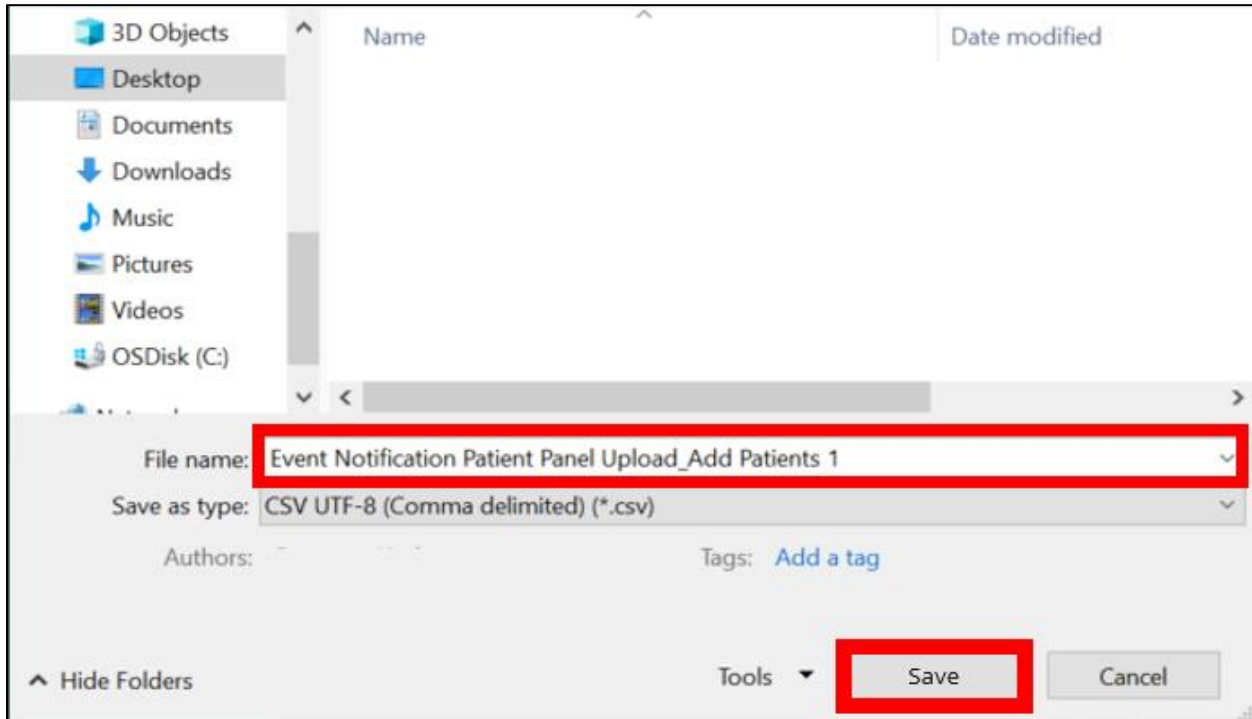 3D Objects
Name
Date modified
Desktop
Documents
Downloads
Music
Pictures
Videos
OSDisk (C:)
File name: Event Notification Patient Panel Upload_Add Patients 1
Save as type: CSV UTF-8 (Comma delimited) (*.csv)
Authors:
Tags: Add a tag
Hide Folders
Tools
Save
Cancel